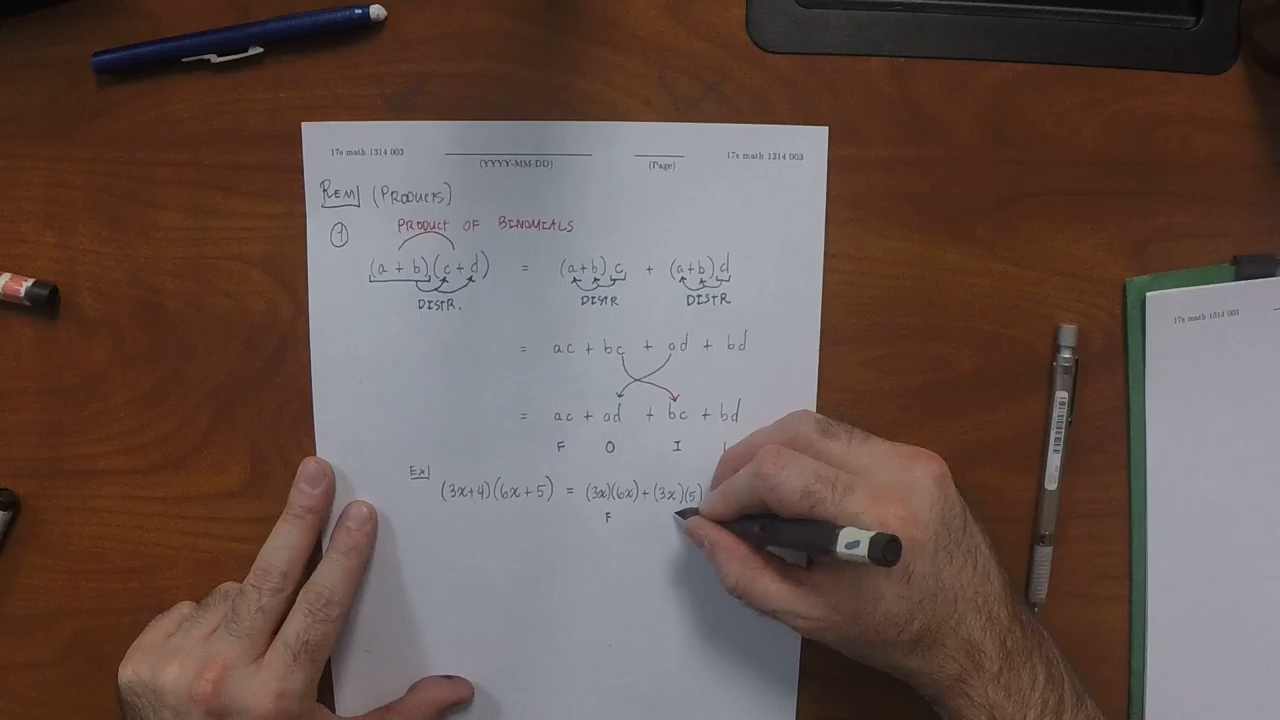 17s math 1314 003 (YYYY-MM-DD) (Page) 17s math 1314 003
REM (PRODUCTS)
1 PRODUCT OF BINOMIALS
(a + b)(c + d) = (a+b)c + (a+b)d
DISTR. DISTR DISTR
= ac + bc + ad + bd
= ac + ad + bc + bd
F O I
Ex (3x+4)(6x+5) = (3x)(6x) + (3x)(5)
F
17s math 1314 003